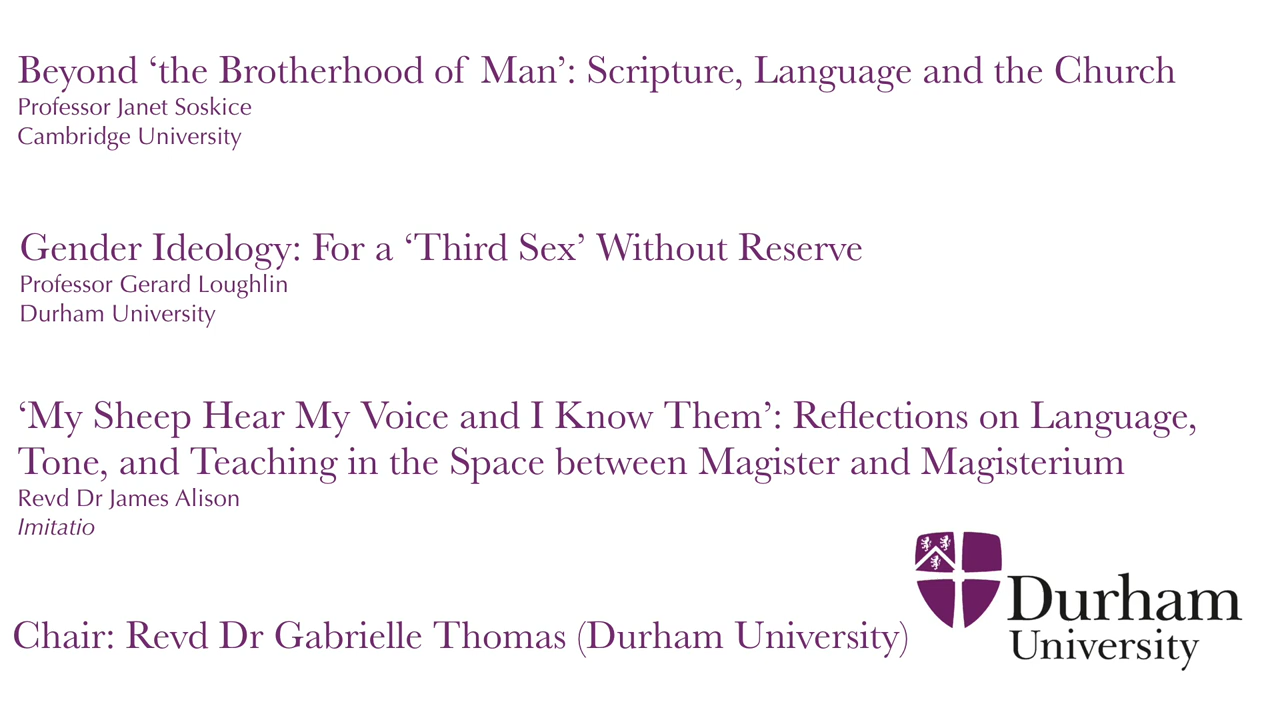 Beyond ‘the Brotherhood of Man’: Scripture, Language and the Church
Professor Janet Soskice
Cambridge University
Gender Ideology: For a ‘Third Sex’ Without Reserve
Professor Gerard Loughlin
Durham University
‘My Sheep Hear My Voice and I Know Them’: Reflections on Language,
Tone, and Teaching in the Space between Magister and Magisterium
Revd Dr James Alison
Imitatio
Chair: Revd Dr Gabrielle Thomas (Durham University)
Durham
University